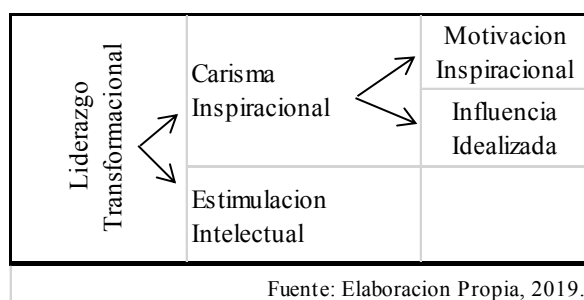 Liderazgo
Transformacional
Carisma
Inspiracional
Motivacion
Inspiracional
Influencia
Idealizada
Estimulacion
Intelectual
Fuente: Elaboracion Propia, 2019.